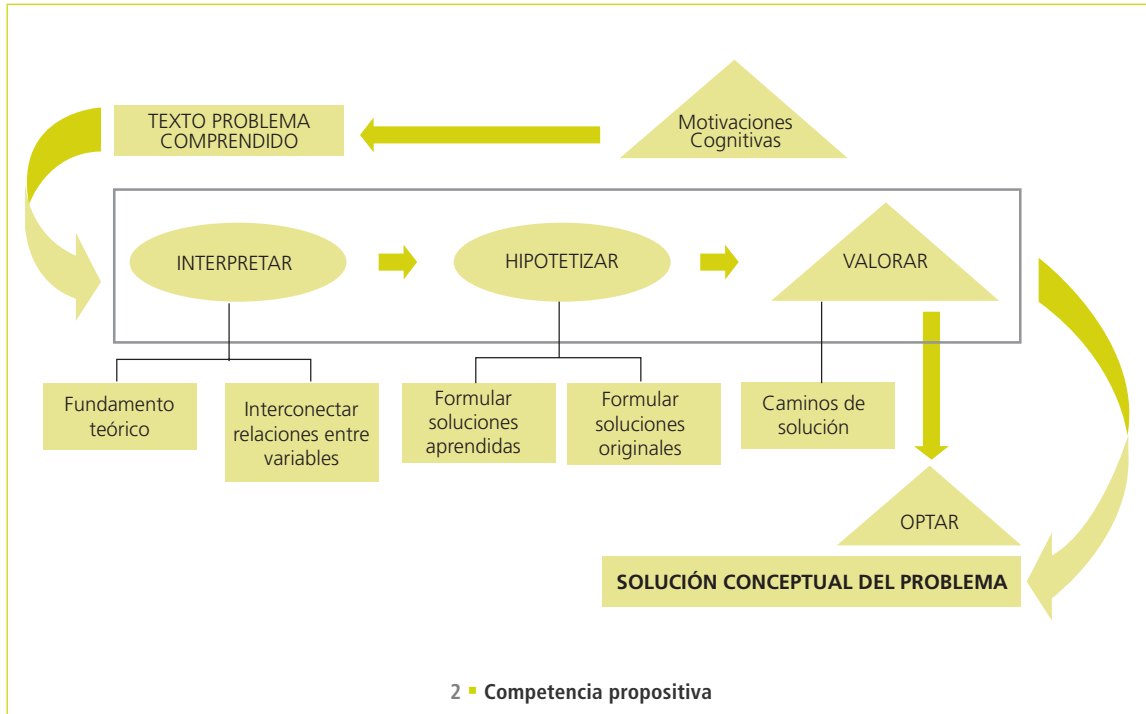 TEXTO PROBLEMA
COMPRENDIDO
Motivaciones
Cognitivas
INTERPRETAR
HIPOTETIZAR
VALORAR
Fundamento
teórico
Interconectar
relaciones entre
variables
Formular
soluciones
aprendidas
Formular
soluciones
originales
Caminos de
solución
OPTAR
SOLUCIÓN CONCEPTUAL DEL PROBLEMA
2 ▪ Competencia propositiva